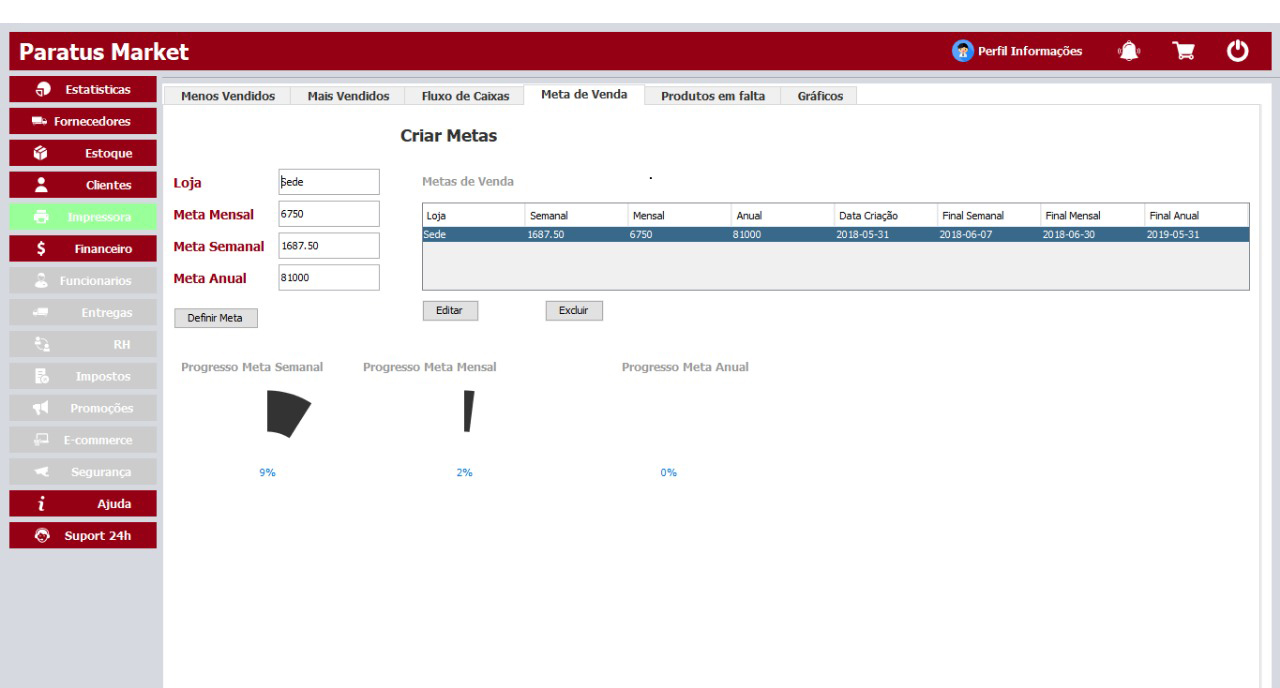 Paratus Market
Perfil Informações
Estatisticas
Fornecedores
Estoque
Clientes
Impressora
Financeiro
Funcionarios
Entregas
RH
Impostos
Promoções
E-commerce
Segurança
Ajuda
Suport 24h
Menos Vendidos Mais Vendidos Fluxo de Caixas Meta de Venda Produtos em falta Gráficos
Criar Metas
Loja Sede
Meta Mensal 6750
Meta Semanal 1687.50
Meta Anual 81000
Definir Meta
Metas de Venda
Loja Semanal Mensal Anual Data Criação Final Semanal Final Mensal Final Anual
Sede 1687.50 6750 81000 2018-05-31 2018-06-07 2018-06-30 2019-05-31
Editar Excluir
Progresso Meta Semanal Progresso Meta Mensal Progresso Meta Anual
9% 2% 0%